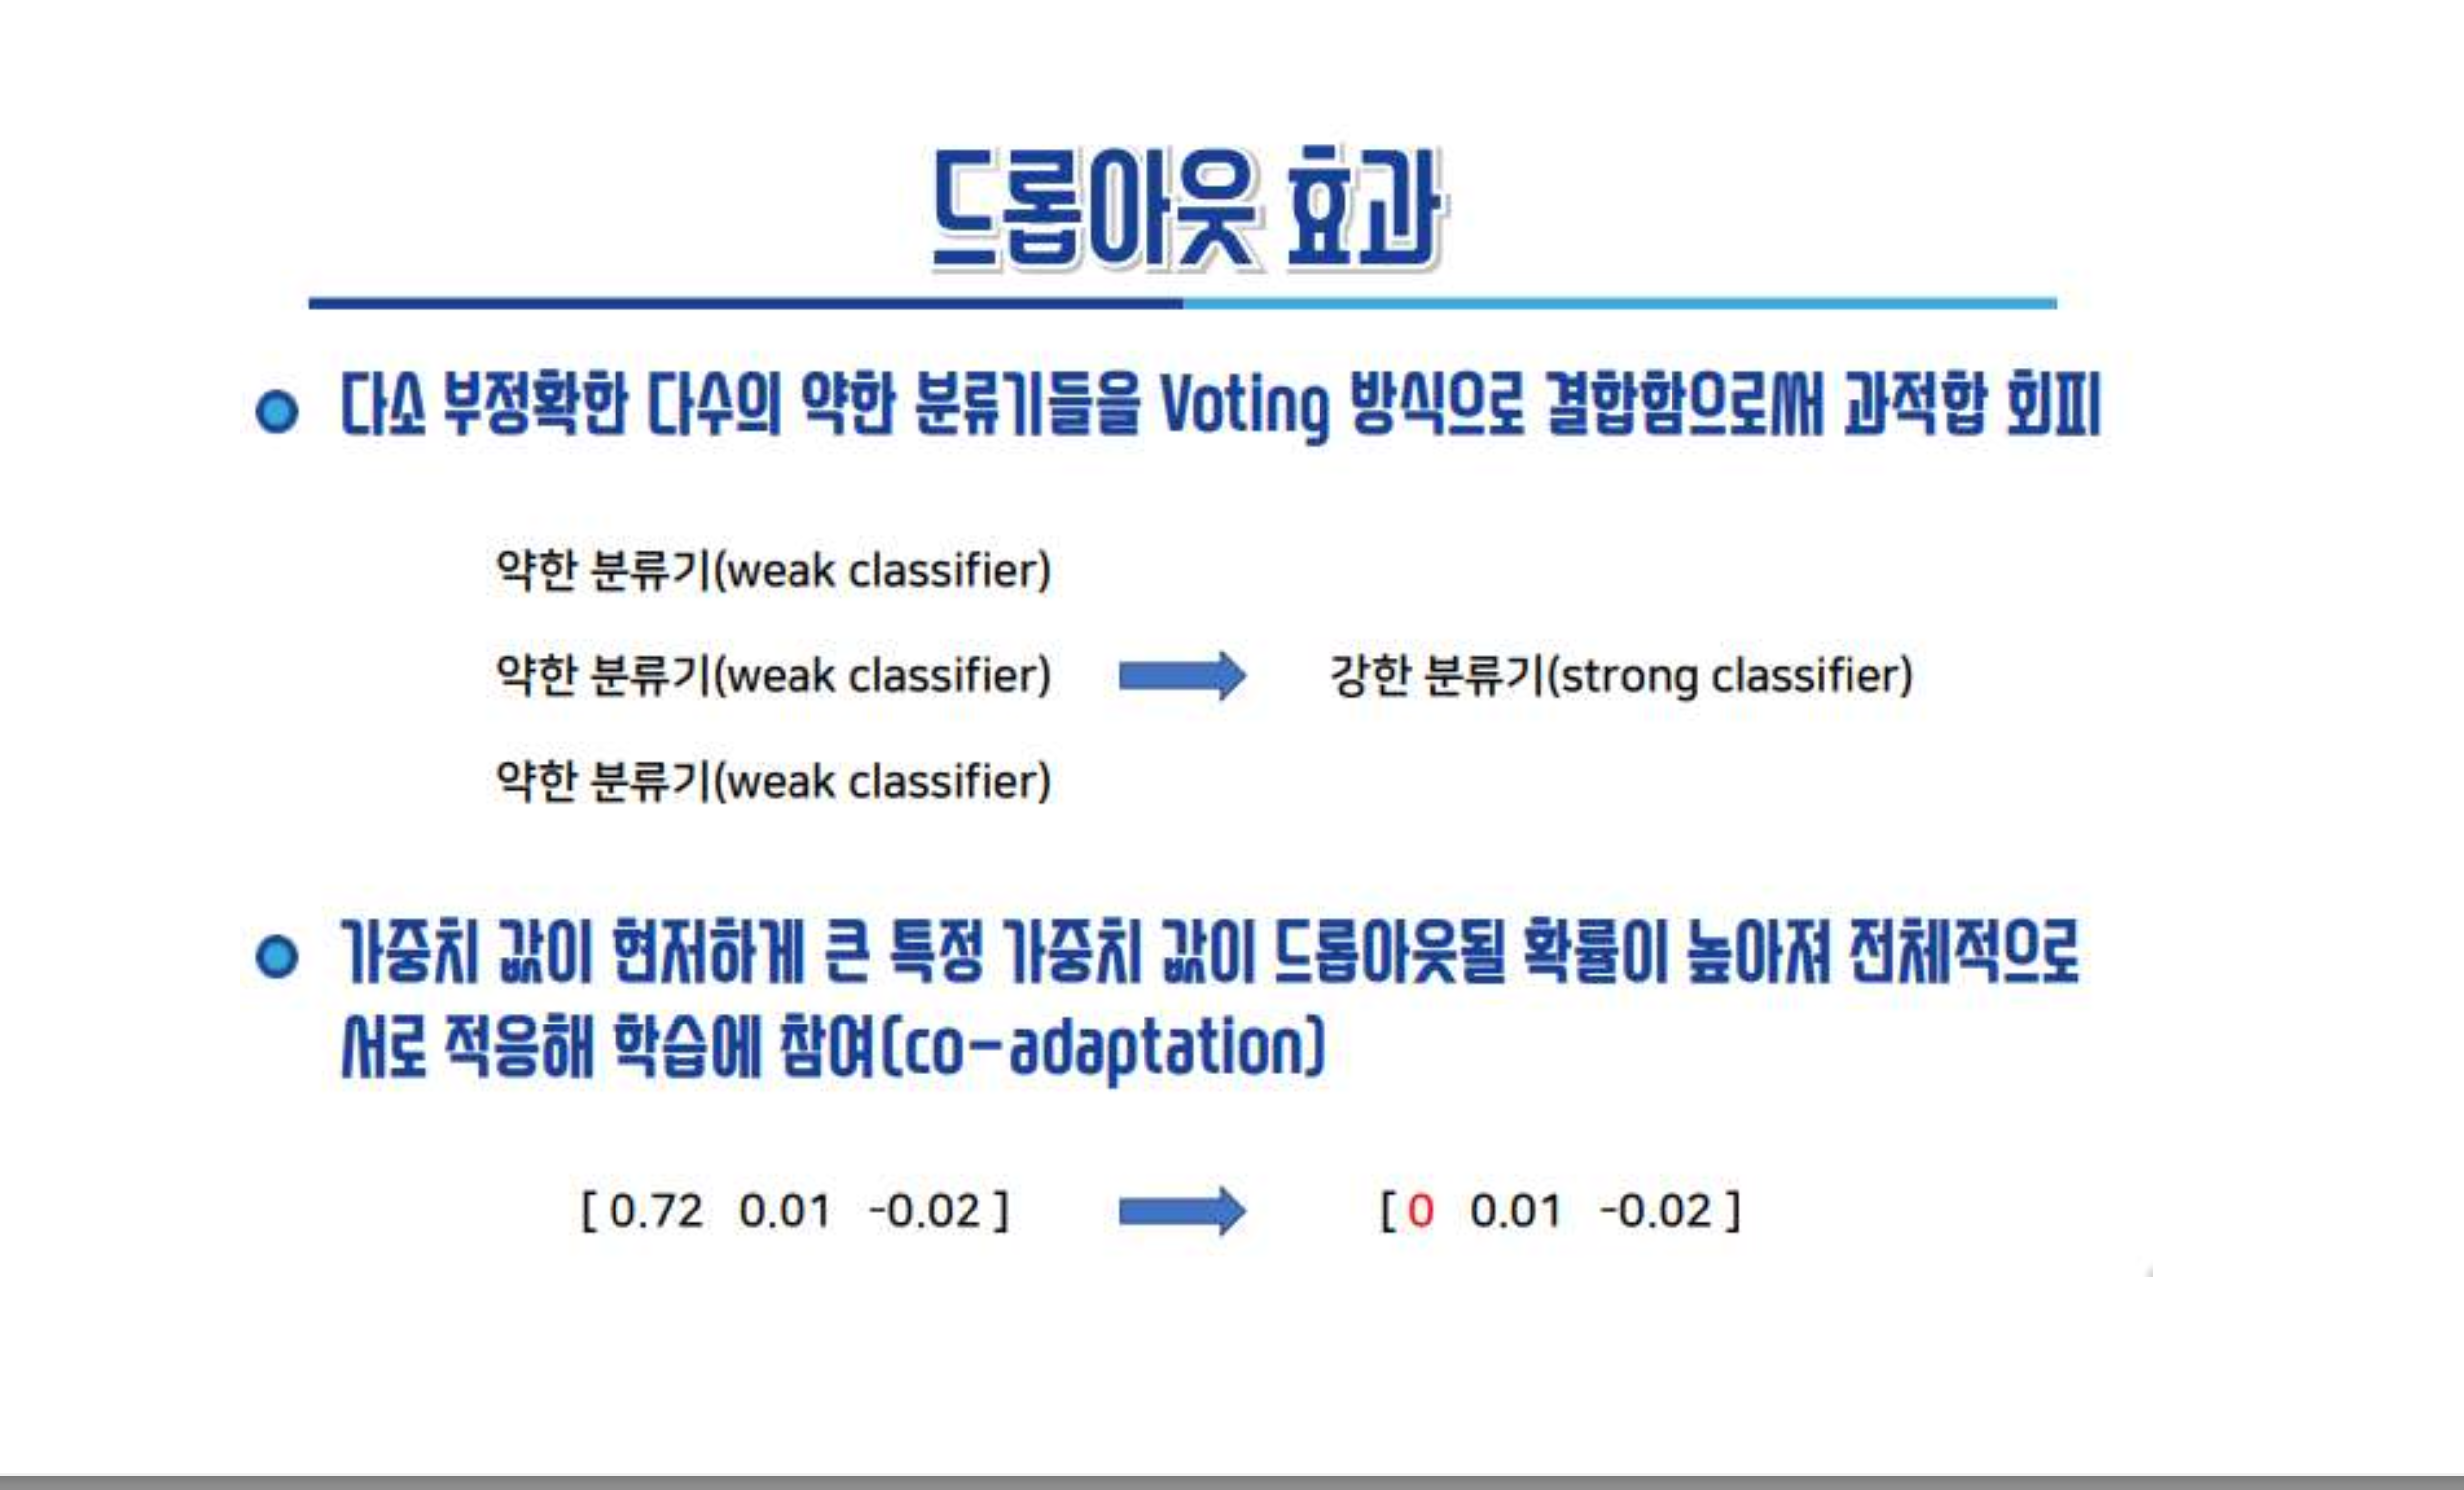 드롭아웃 효과
다소 부정확한 다수의 약한 분류기들을 Voting 방식으로 결합함으로써 과적합 회피
약한 분류기(weak classifier)
약한 분류기(weak classifier) 강한 분류기(strong classifier)
약한 분류기(weak classifier)
가중치 값이 현저하게 큰 특정 가중치 값이 드롭아웃될 확률이 높아져 전체적으로
서로 적응해 학습에 참여(co-adaptation)
[ 0.72 0.01 -0.02 ] [ 0 0.01 -0.02 ]